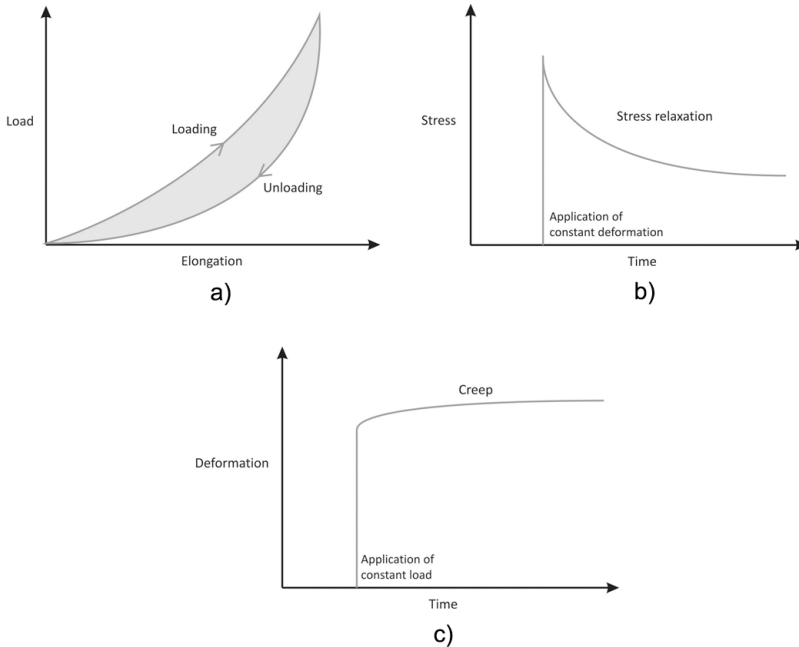 Load
Loading
Unloading
Elongation
a)
Stress
Stress relaxation
Application of
constant deformation
Time
b)
Creep
Deformation
Application of
constant load
Time
c)